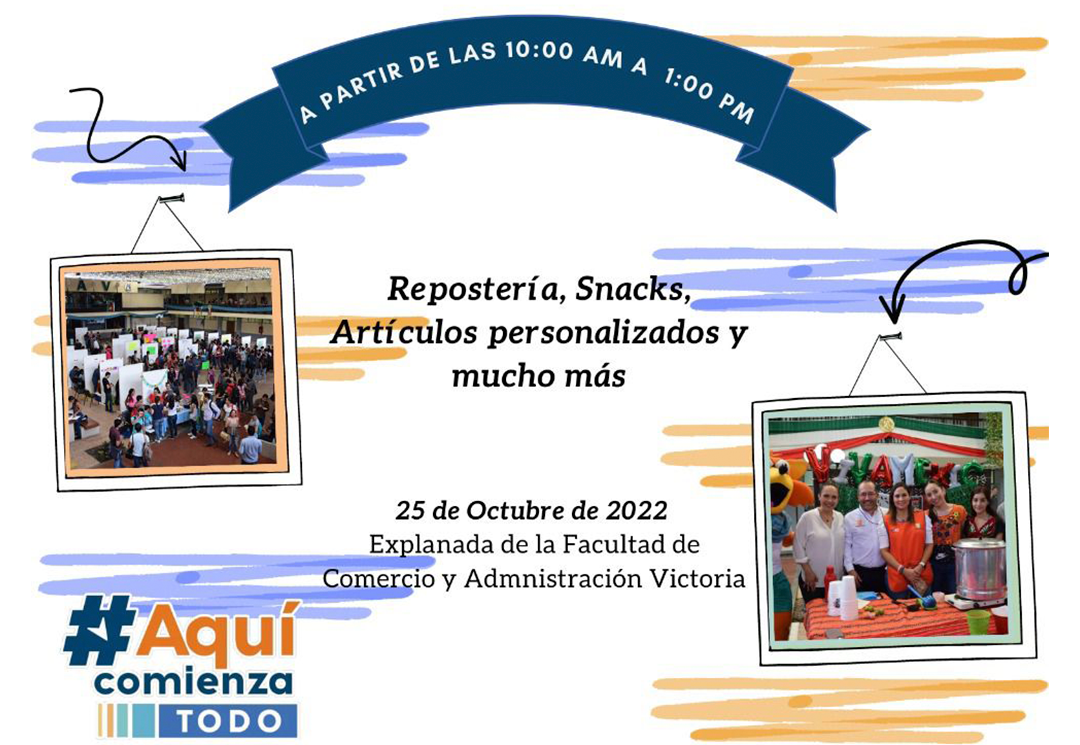 A PARTIR DE LAS 10:00 AM A 1:00 PM
Repostería, Snacks,
Artículos personalizados y
mucho más
25 de Octubre de 2022
Explanada de la Facultad de
Comercio y Admnistración Victoria
#Aquí
comienza
TODO